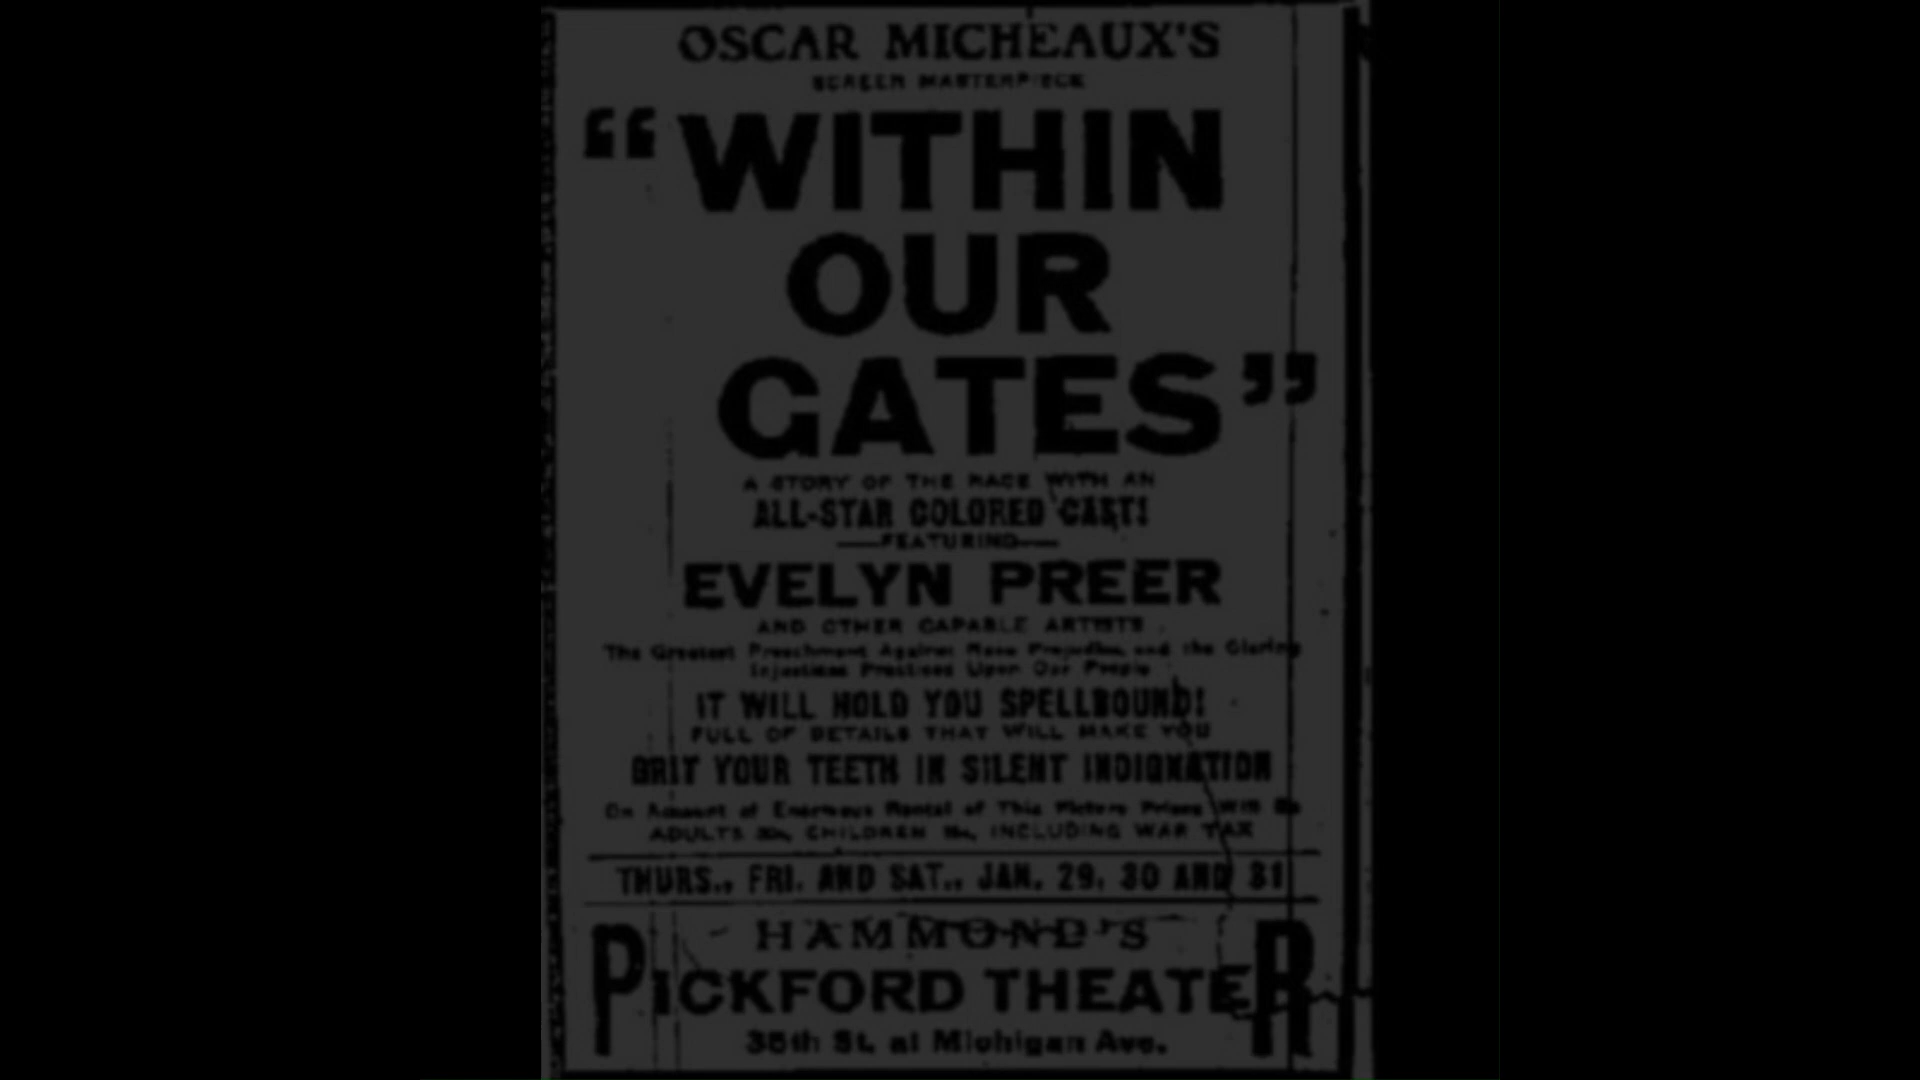 OSCAR MICHEAUX'S
SCREEN MASTERPIECE
“WITHIN
OUR
GATES”
A STORY OF THE RACE WITH AN
ALL-STAR COLORED CAST!
FEATURING
EVELYN PREER
AND OTHER CAPABLE ARTISTS
The Greatest Preachment Against Race Prejudice and the Glaring
Injustices Practiced Upon Our People
IT WILL HOLD YOU SPELLBOUND!
FULL OF DETAILS THAT WILL MAKE YOU
GRIT YOUR TEETH IN SILENT INDIGNATION
On Account of Enormous Rental of This Picture Prices Will Be
ADULTS CHILDREN INCLUDING WAR TAX
THURS., FRI. AND SAT., JAN. 29, 30 AND 31
HAMMOND'S
PICKFORD THEATER
35th St. at Michigan Ave.